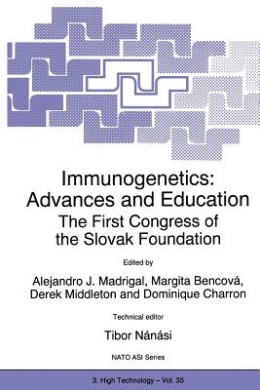 Immunogenetics:
Advances and Education
The First Congress of
the Slovak Foundation
Edited by
Alejandro J. Madrigal, Margita Bencová,
Derek Middleton and Dominique Charron
Technical editor
Tibor Nánási
NATO ASI Series
3. High Technology – Vol. 35